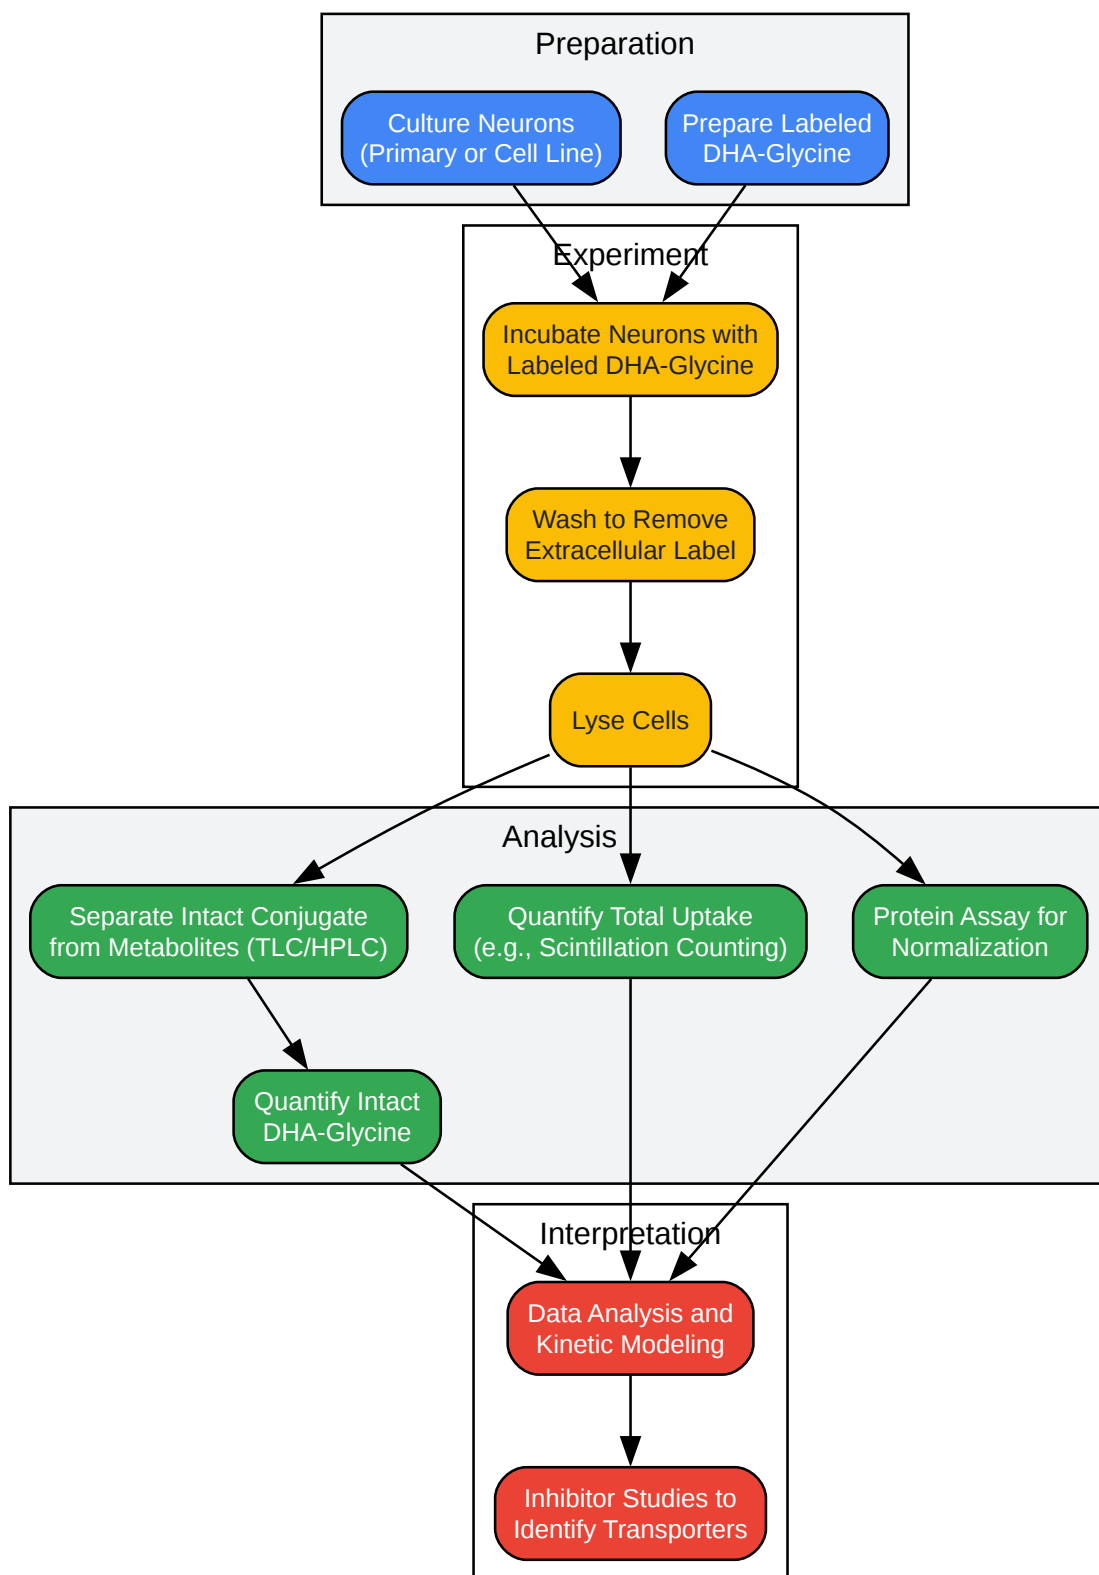 Preparation
Culture Neurons
(Primary or Cell Line)
Prepare Labeled
DHA-Glycine
Experiment
Incubate Neurons with
Labeled DHA-Glycine
Wash to Remove
Extracellular Label
Lyse Cells
Analysis
Separate Intact Conjugate
from Metabolites (TLC/HPLC)
Quantify Total Uptake
(e.g., Scintillation Counting)
Protein Assay for
Normalization
Quantify Intact
DHA-Glycine
Interpretation
Data Analysis and
Kinetic Modeling
Inhibitor Studies to
Identify Transporters